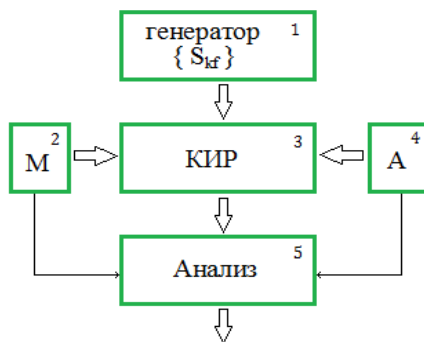 генератор 1
{ Skf }
М 2
КИР 3
А 4
Анализ 5